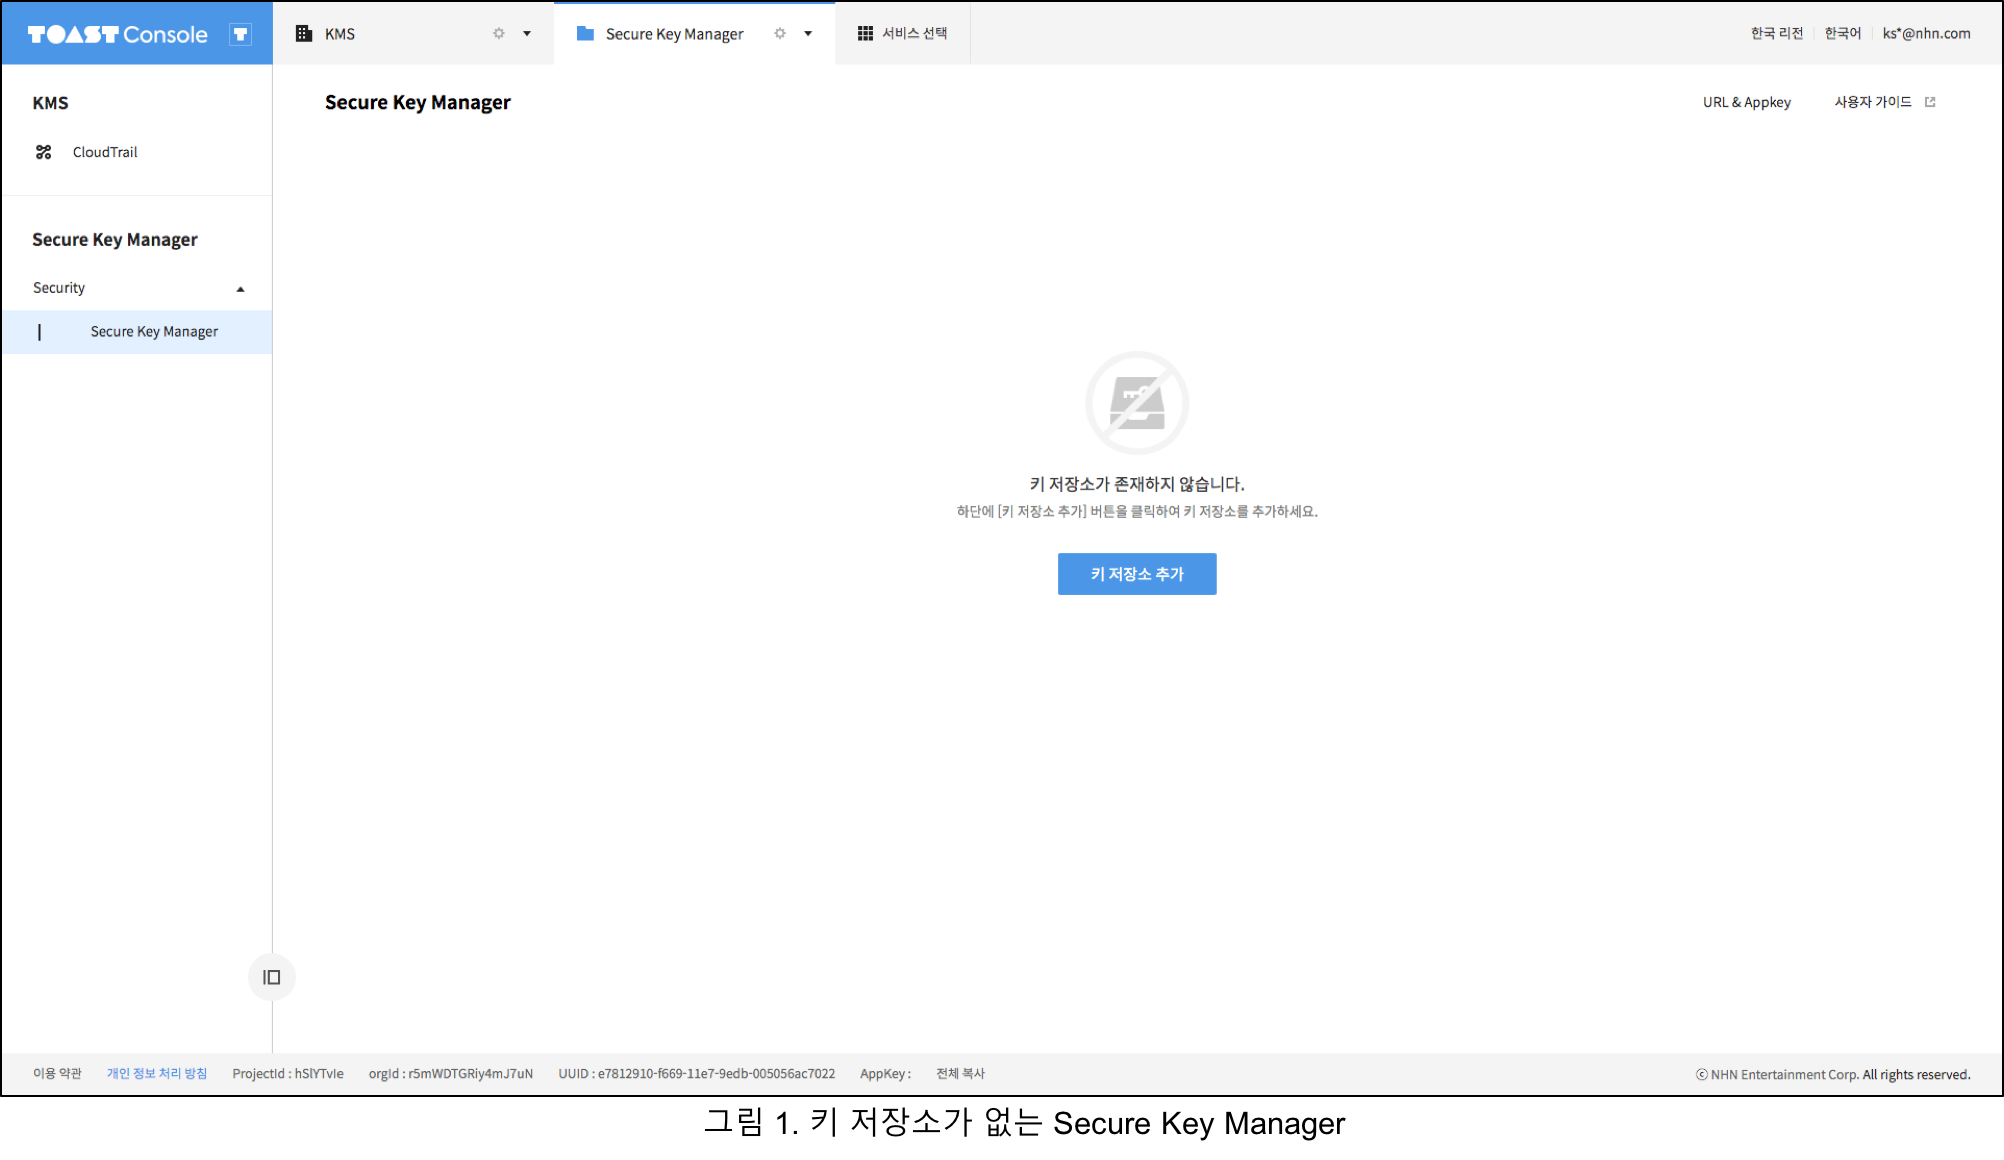 TOAST Console
KMS
Secure Key Manager
서비스 선택
한국 리전
한국어
ks*@nhn.com
KMS
CloudTrail
Secure Key Manager
Security
Secure Key Manager
Secure Key Manager
URL & Appkey
사용자 가이드
키 저장소가 존재하지 않습니다.
하단에 [키 저장소 추가] 버튼을 클릭하여 키 저장소를 추가하세요.
키 저장소 추가
이용 약관
개인 정보 처리 방침
ProjectId : hSlYTvIe
orgId : r5mWDTGRiy4mJ7uN
UUID : e7812910-f669-11e7-9edb-005056ac7022
AppKey :
전체 복사
ⓒ NHN Entertainment Corp. All rights reserved.
그림 1. 키 저장소가 없는 Secure Key Manager